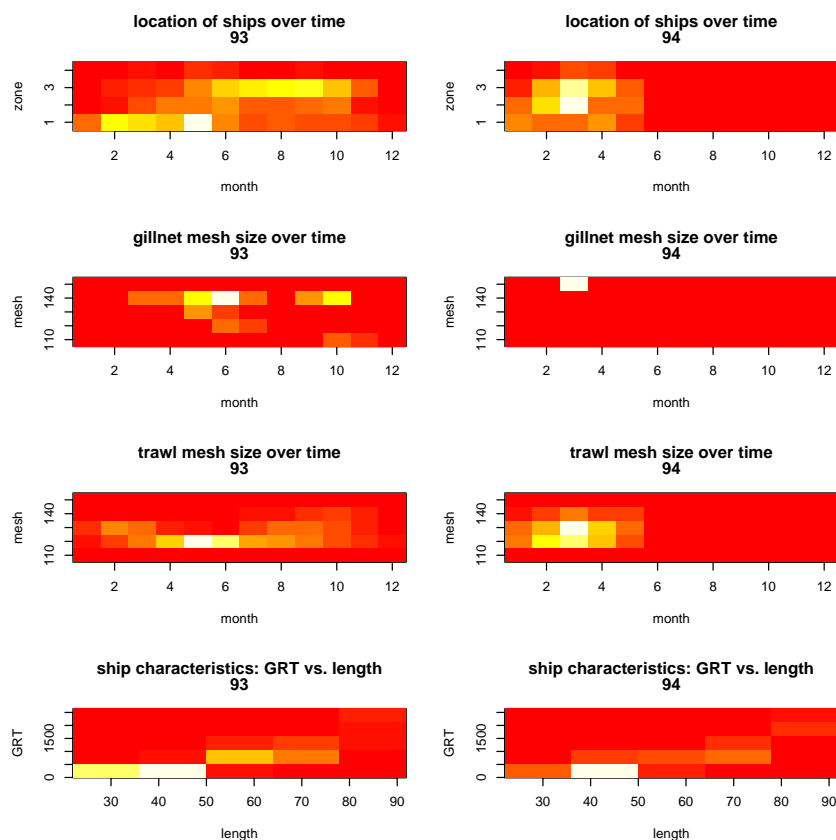 location of ships over time
93
zone
3
1
2 4 6 8 10 12
month
location of ships over time
94
zone
3
1
2 4 6 8 10 12
month
gillnet mesh size over time
93
mesh
140
110
2 4 6 8 10 12
month
gillnet mesh size over time
94
mesh
140
110
2 4 6 8 10 12
month
trawl mesh size over time
93
mesh
140
110
2 4 6 8 10 12
month
trawl mesh size over time
94
mesh
140
110
2 4 6 8 10 12
month
ship characteristics: GRT vs. length
93
GRT
1500
0
30 40 50 60 70 80 90
length
ship characteristics: GRT vs. length
94
GRT
1500
0
30 40 50 60 70 80 90
length